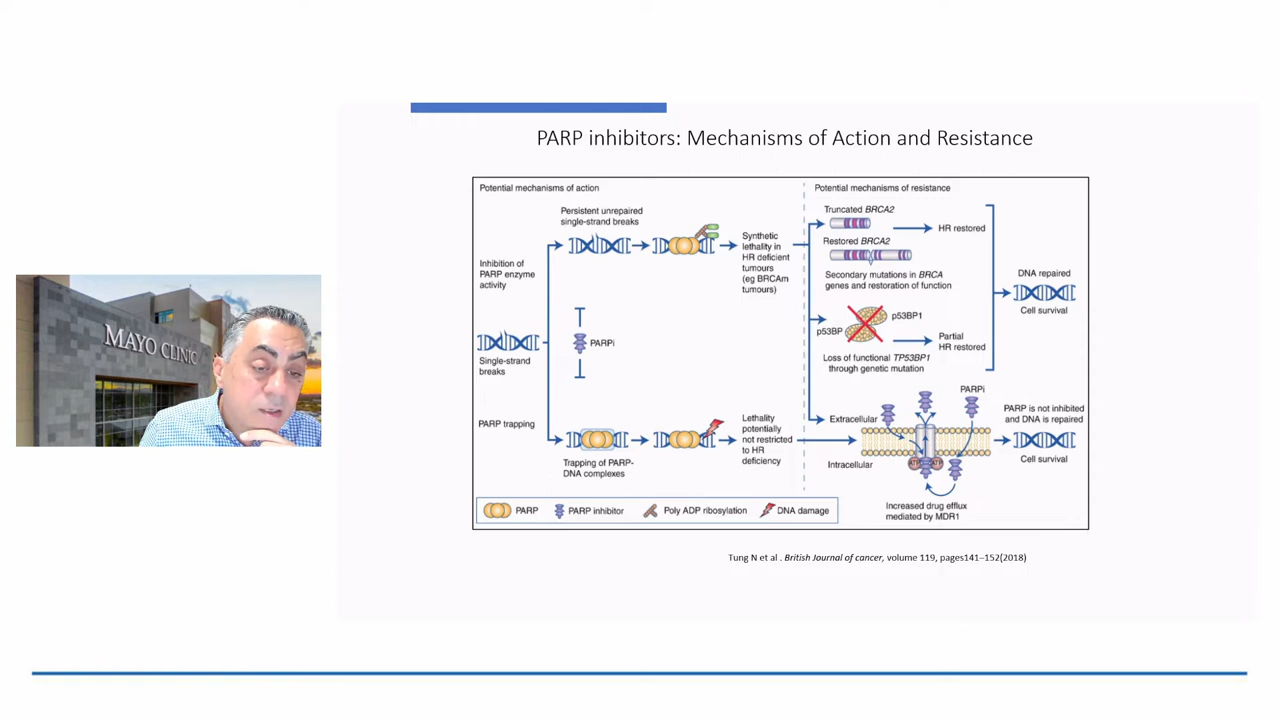 MAYO CLINIC
PARP inhibitors: Mechanisms of Action and Resistance
Potential mechanisms of action
Persistent unrepaired
single-strand breaks
Inhibition of
PARP enzyme
activity
Synthetic
lethality in
HR deficient
tumours
(eg BRCAm
tumours)
PARPi
Single-strand
breaks
PARP trapping
Trapping of PARP-
DNA complexes
Lethality
potentially
not restricted
to HR
deficiency
Potential mechanisms of resistance
Truncated BRCA2
HR restored
Restored BRCA2
Secondary mutations in BRCA
genes and restoration of function
DNA repaired
Cell survival
p53BP1
p53BP
Partial
HR restored
Loss of functional TP53BP1
through genetic mutation
PARPi
Extracellular
Intracellular
ATP
ATP
PARP is not inhibited
and DNA is repaired
Cell survival
Increased drug efflux
mediated by MDR1
PARP
PARP inhibitor
Poly ADP ribosylation
DNA damage
Tung N et al . British Journal of cancer, volume 119, pages141–152(2018)